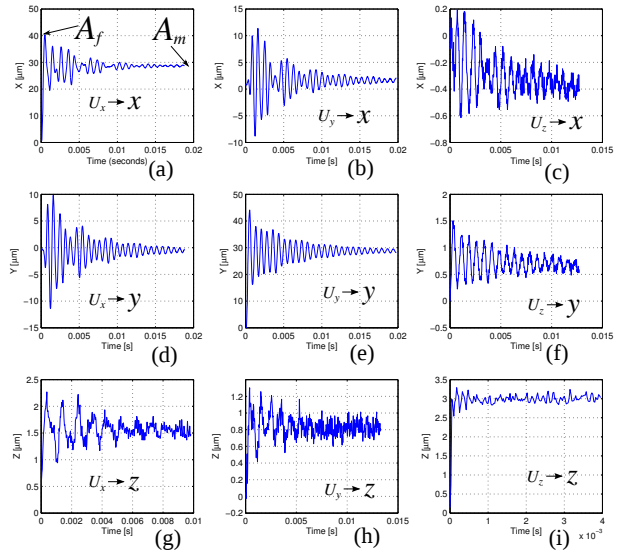 50
40
30
20
10
0
X [µm]
A_f
A_m
U_x → x
0 0.005 0.01 0.015 0.02
Time (seconds)
(a)
15
10
5
0
−5
−10
X [µm]
U_y → x
0 0.005 0.01 0.015 0.02
Time [s]
(b)
0.2
0
−0.2
−0.4
−0.6
−0.8
X [µm]
U_z → x
0 0.005 0.01 0.015
Time [s]
(c)
10
5
0
−5
−10
−15
Y [µm]
U_x → y
0 0.005 0.01 0.015 0.02
Time [s]
(d)
50
40
30
20
10
0
Y [µm]
U_y → y
0 0.005 0.01 0.015 0.02
Time [s]
(e)
2
1.5
1
0.5
0
−0.5
Y [µm]
U_z → y
0 0.005 0.01 0.015
Time [s]
(f)
2.5
2
1.5
1
0.5
0
Z [µm]
U_x → z
0 0.002 0.004 0.006 0.008 0.01
Time [s]
(g)
1.2
1
0.8
0.6
0.4
0.2
0
−0.2
Z [µm]
U_y → z
0 0.005 0.01 0.015
Time [s]
(h)
3.5
3
2.5
2
1.5
1
0.5
0
Z [µm]
U_z → z
0 1 2 3 4
x 10⁻³
Time [s]
(i)